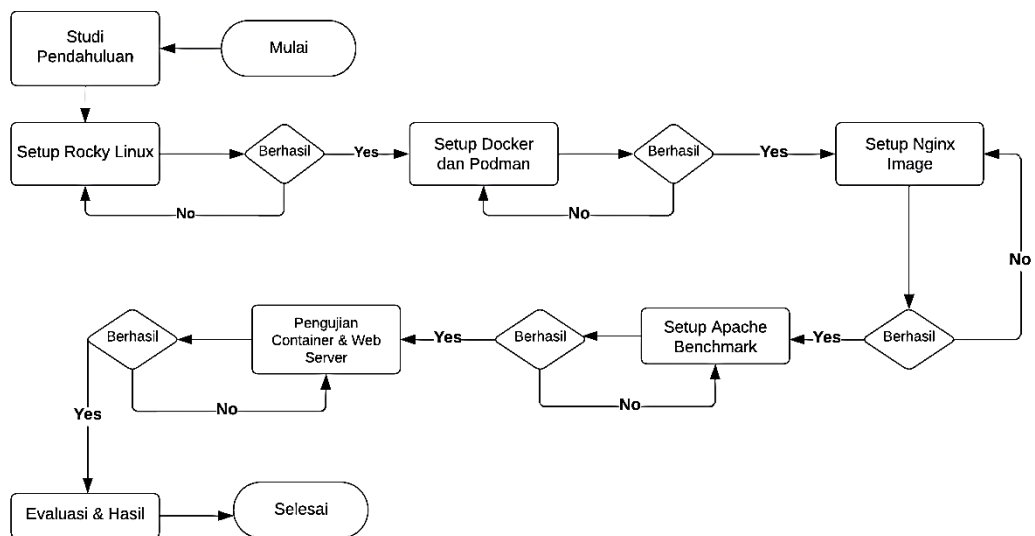 Studi
Pendahuluan
Mulai
Setup Rocky Linux
Berhasil
Yes
No
Setup Docker
dan Podman
Berhasil
Yes
No
Setup Nginx
Image
No
Berhasil
Yes
Setup Apache
Benchmark
No
Berhasil
Yes
Pengujian
Container & Web
Server
No
Berhasil
Yes
Evaluasi & Hasil
Selesai